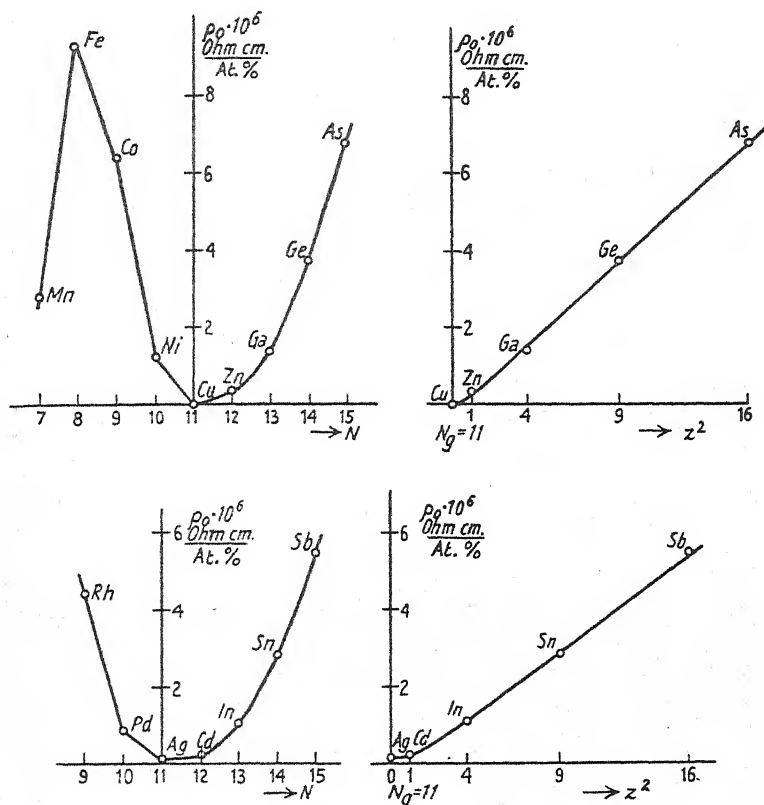 ρ₀·10⁶
Ohm cm.
At.%
8
6
4
2
Fe
Co
Mn
Ni
Cu
Zn
Ga
Ge
As
7 8 9 10 11 12 13 14 15
→ N
ρ₀·10⁶
Ohm cm.
At.%
8
6
4
2
As
Ge
Ga
Zn
Cu
1 4 9 16
Ng=11 → z²
ρ₀·10⁶
Ohm cm.
At.%
6
4
2
Rh
Pd
Ag
Cd
In
Sn
Sb
9 10 11 12 13 14 15
→ N
ρ₀·10⁶
Ohm cm.
At.%
6
4
2
Sb
Sn
In
Ag Cd
0 1 4 9 16
Ng=11 → z²